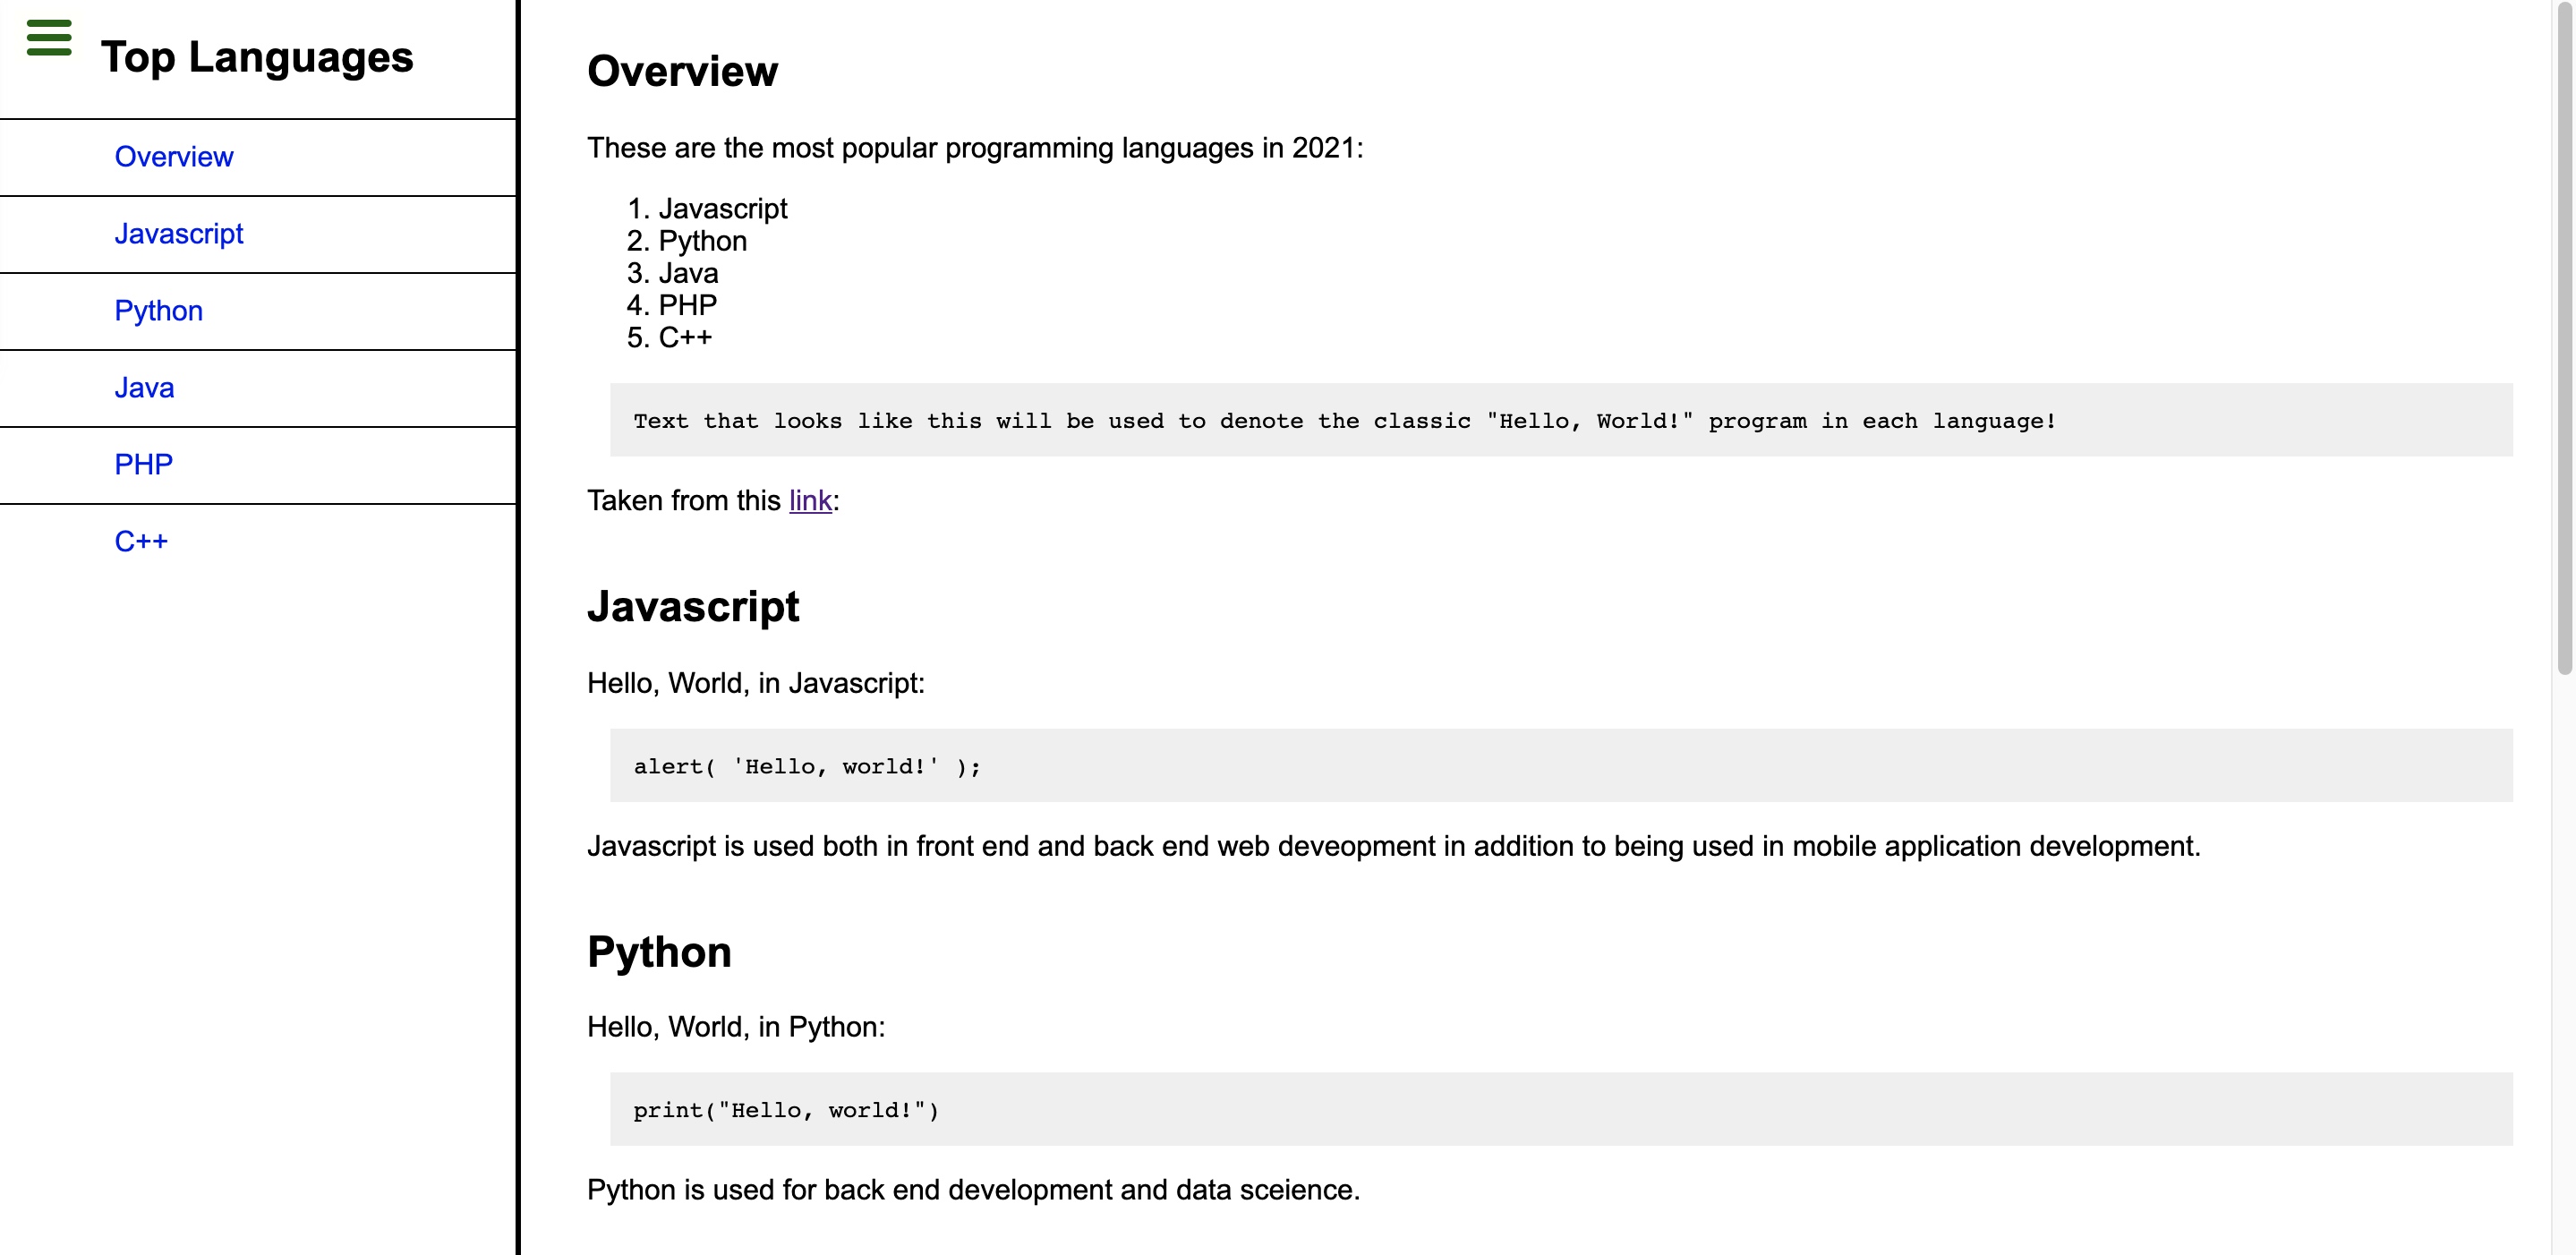 Top Languages
Overview
Javascript
Python
Java
PHP
C++
Overview
These are the most popular programming languages in 2021:
1. Javascript
2. Python
3. Java
4. PHP
5. C++
Text that looks like this will be used to denote the classic "Hello, World!" program in each language!
Taken from this link:
Javascript
Hello, World, in Javascript:
alert( 'Hello, world!' );
Javascript is used both in front end and back end web deveopment in addition to being used in mobile application development.
Python
Hello, World, in Python:
print("Hello, world!")
Python is used for back end development and data sceience.